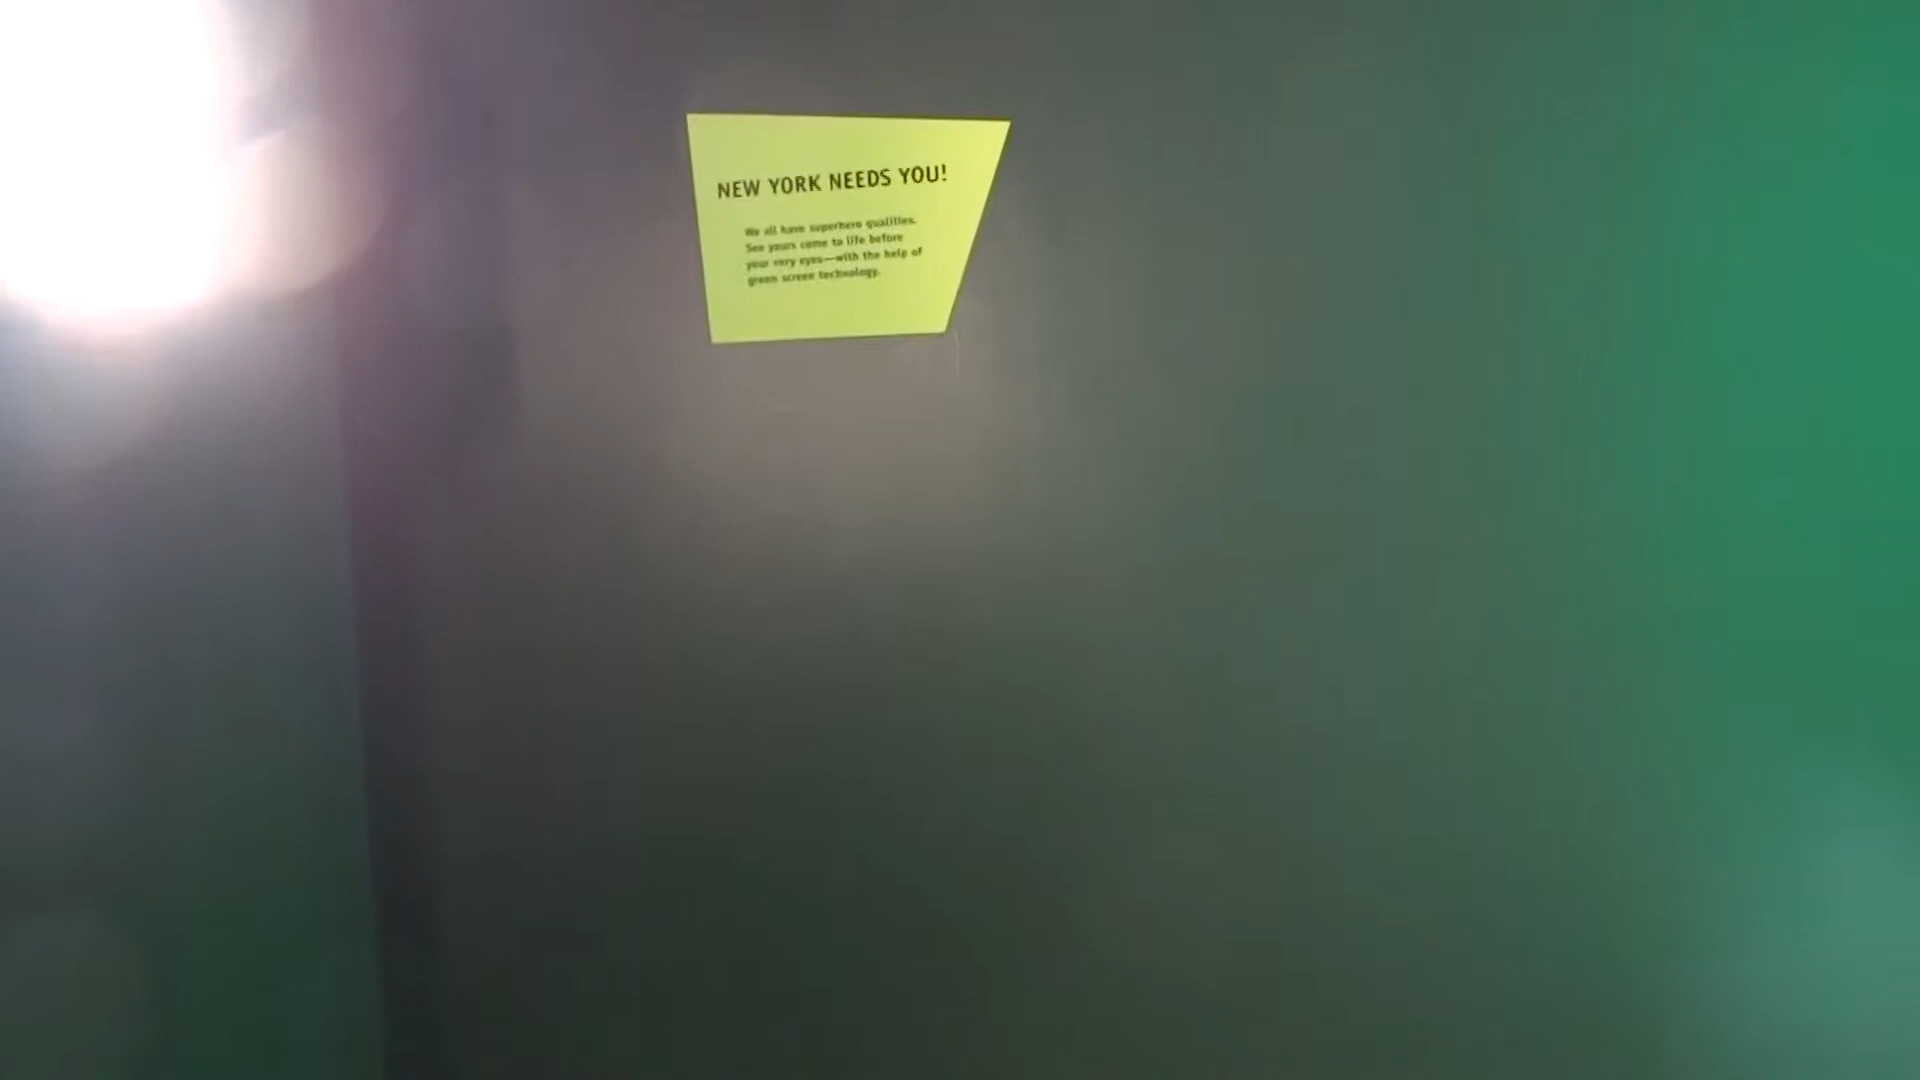 NEW YORK NEEDS YOU!
We all have superhero qualities.
See yours come to life before
your very eyes—with the help of
green screen technology.